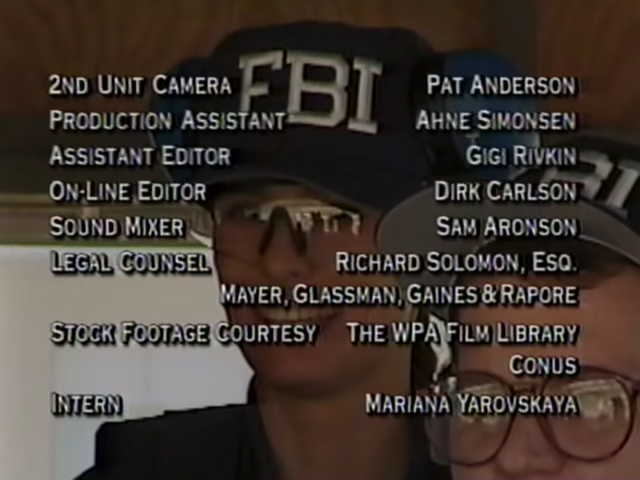 FBI
2ND UNIT CAMERA PAT ANDERSON
PRODUCTION ASSISTANT AHNE SIMONSEN
ASSISTANT EDITOR GIGI RIVKIN
ON-LINE EDITOR DIRK CARLSON
SOUND MIXER SAM ARONSON
LEGAL COUNSEL RICHARD SOLOMON, ESQ.
MAYER, GLASSMAN, GAINES & RAPORE
STOCK FOOTAGE COURTESY THE WPA FILM LIBRARY
CONUS
INTERN MARIANA YAROVSKAYA